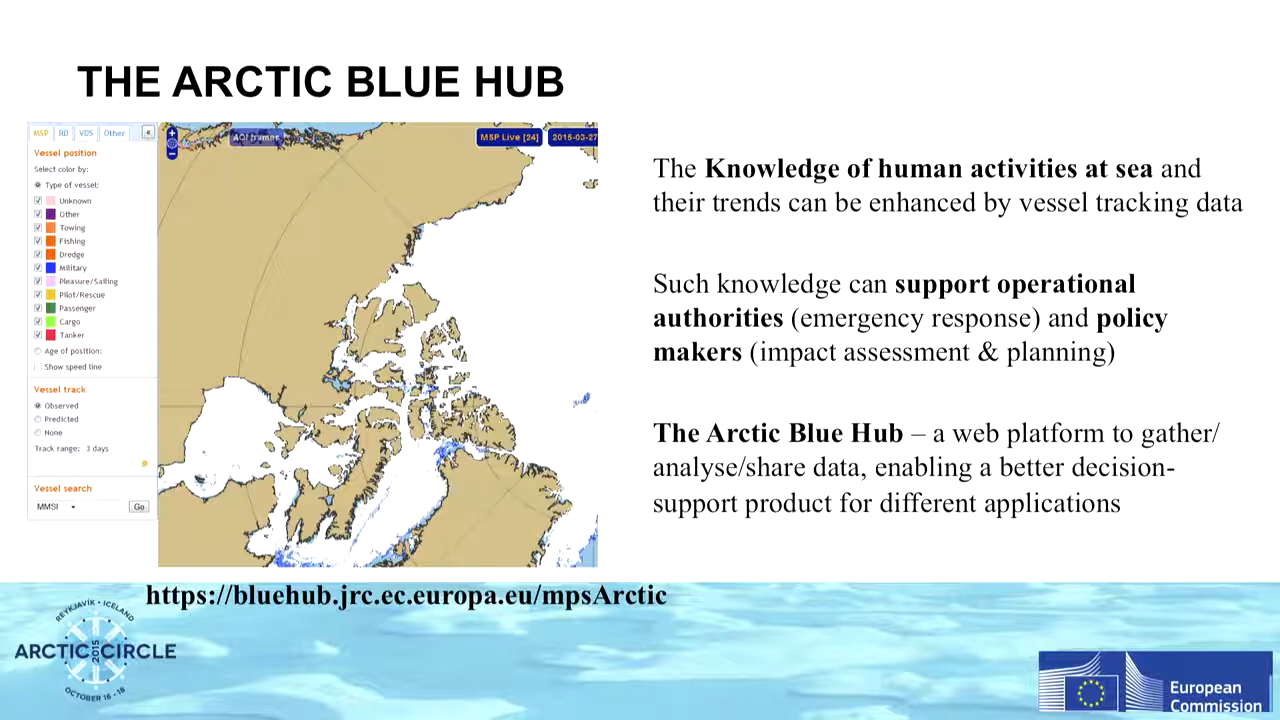 THE ARCTIC BLUE HUB
MSP RD VDS Other «
Vessel position
Select color by:
Type of vessel:
Unknown
Other
Towing
Fishing
Dredge
Military
Pleasure/Sailing
Pilot/Rescue
Passenger
Cargo
Tanker
Age of position:
Show speed line
Vessel track
Observed
Predicted
None
Track range: 3 days
Vessel search
MMSI Go
AOI frames MSP Live [24] 2015-03-27
The Knowledge of human activities at sea and
their trends can be enhanced by vessel tracking data
Such knowledge can support operational
authorities (emergency response) and policy
makers (impact assessment & planning)
The Arctic Blue Hub – a web platform to gather/
analyse/share data, enabling a better decision-
support product for different applications
https://bluehub.jrc.ec.europa.eu/mpsArctic
REYKJAVÍK • ICELAND
ARCTIC 2015 CIRCLE
OCTOBER 16 - 18
European
Commission